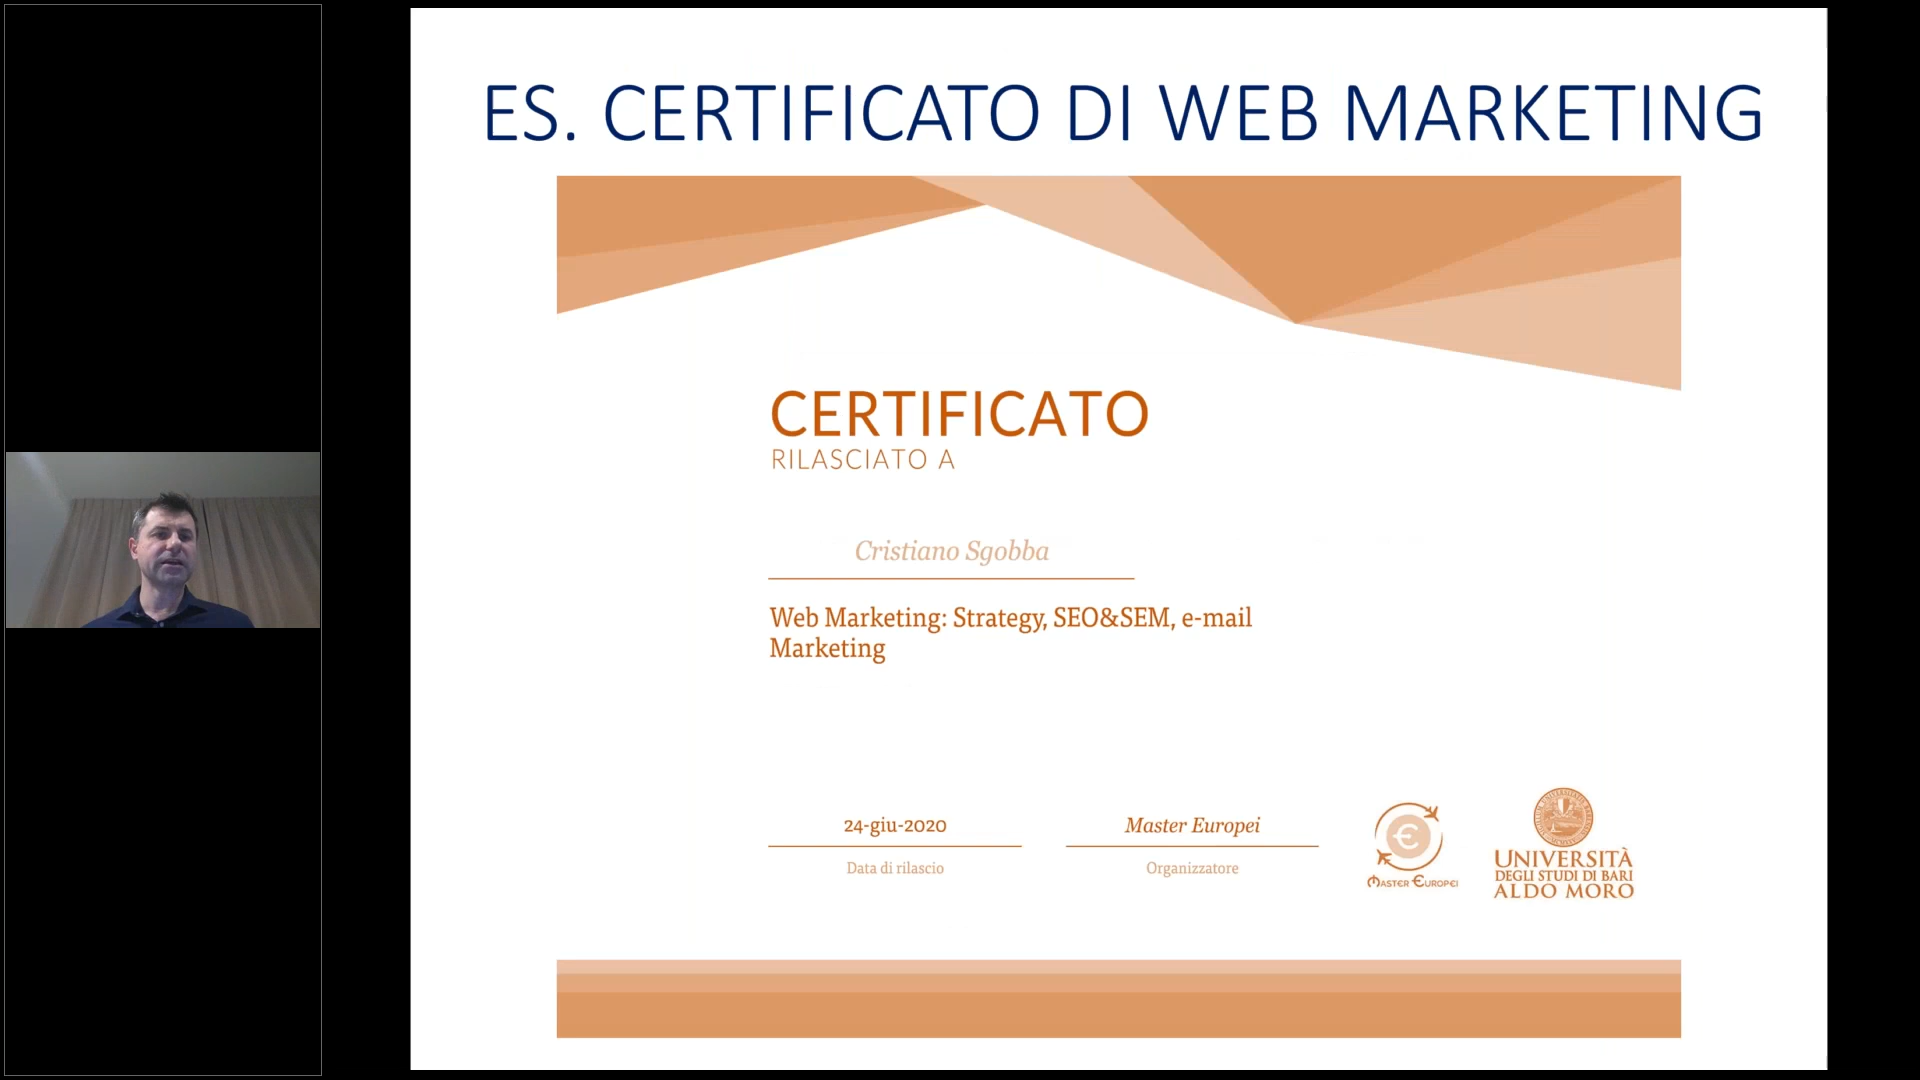 ES. CERTIFICATO DI WEB MARKETING
CERTIFICATO
RILASCIATO A
Cristiano Sgobba
Web Marketing: Strategy, SEO&SEM, e-mail
Marketing
24-giu-2020
Master Europei
Data di rilascio
Organizzatore
MASTER EUROPEI
UNIVERSITÀ
DEGLI STUDI DI BARI
ALDO MORO